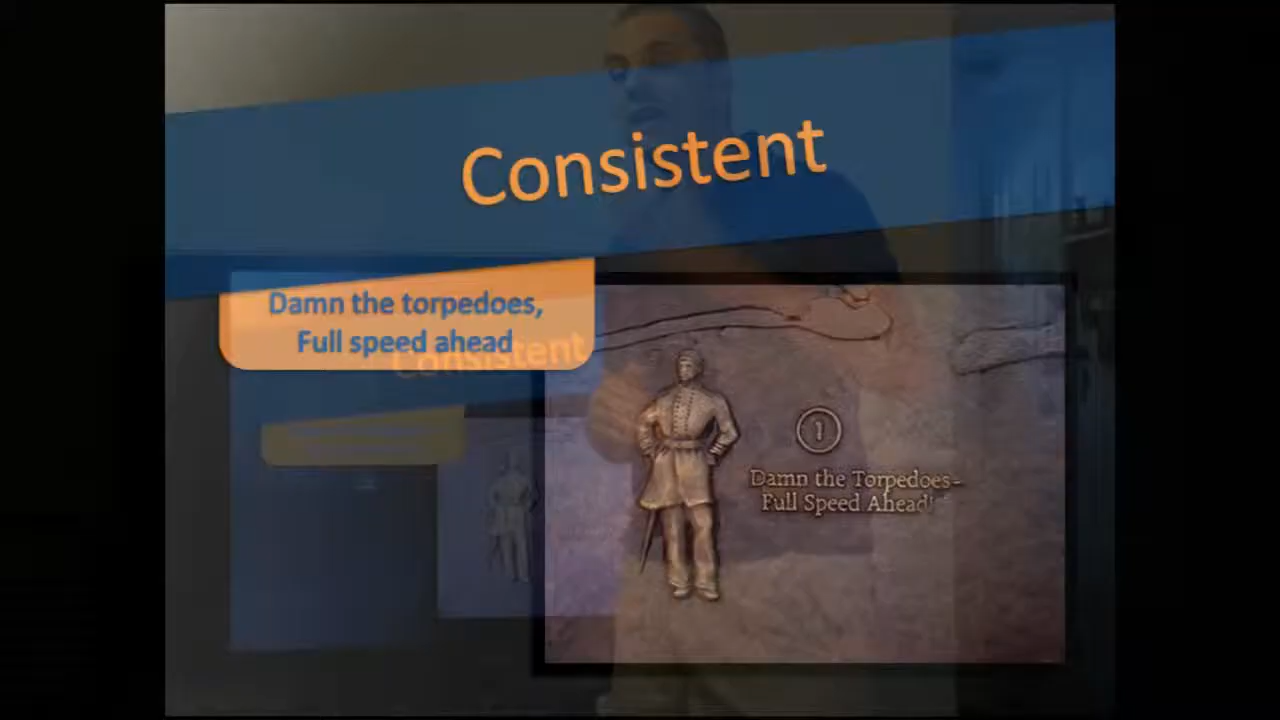 Consistent
Damn the torpedoes,
Full speed ahead
Consistent
1
Damn the Torpedoes-
Full Speed Ahead!